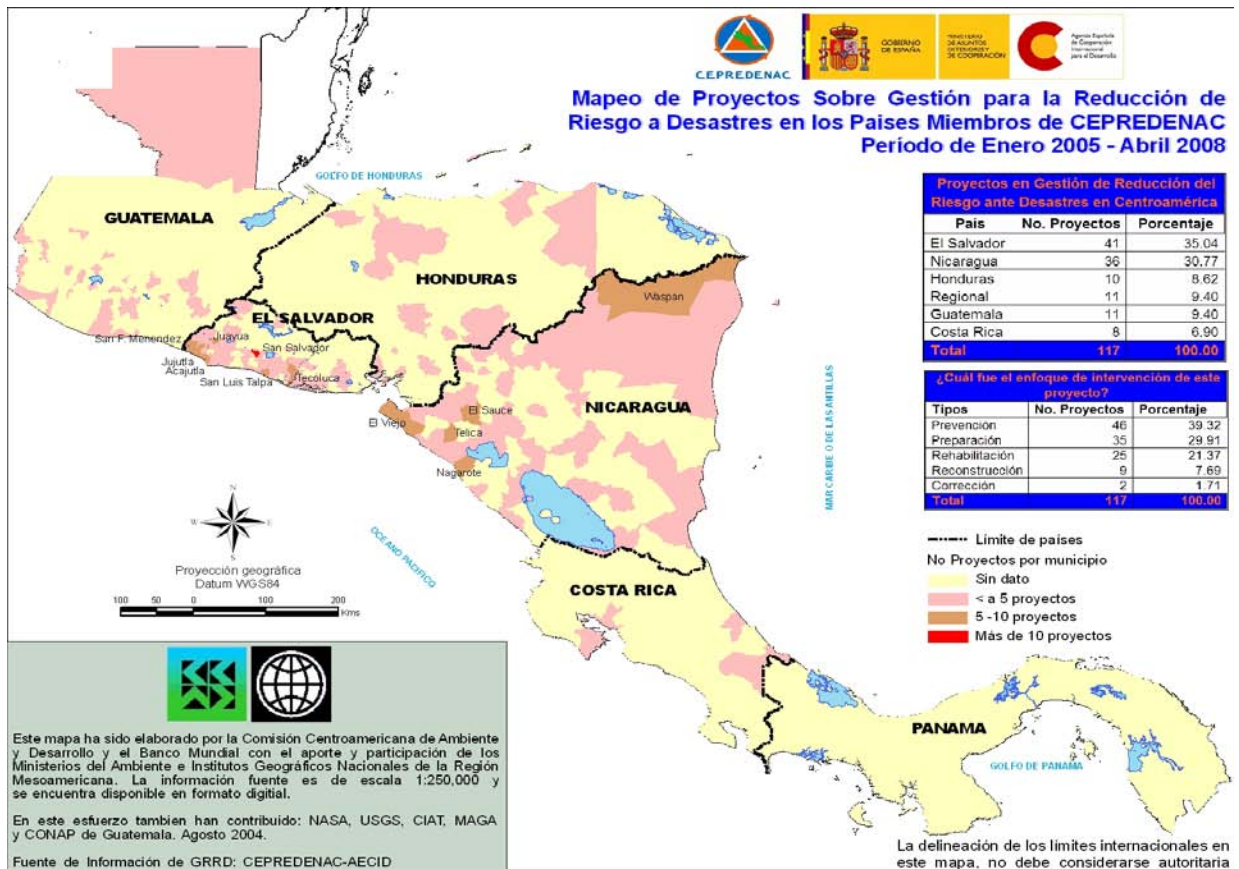 CEPREDENAC
GOBIERNO
DE ESPAÑA
MINISTERIO
DE ASUNTOS
EXTERIORES Y
DE COOPERACIÓN
Agencia Española
de Cooperación
Internacional
para el Desarrollo
Mapeo de Proyectos Sobre Gestión para la Reducción de
Riesgo a Desastres en los Paises Miembros de CEPREDENAC
Período de Enero 2005 - Abril 2008
Proyectos en Gestión de Reducción del
Riesgo ante Desastres en Centroamérica
País No. Proyectos Porcentaje
El Salvador 41 35.04
Nicaragua 36 30.77
Honduras 10 8.62
Regional 11 9.40
Guatemala 11 9.40
Costa Rica 8 6.90
Total 117 100.00
¿Cuál fue el enfoque de intervención de este
proyecto?
Tipos No. Proyectos Porcentaje
Prevención 46 39.32
Preparación 35 29.91
Rehabilitación 25 21.37
Reconstrucción 9 7.69
Corrección 2 1.71
Total 117 100.00
Límite de países
No Proyectos por municipio
Sin dato
< a 5 proyectos
5 -10 proyectos
Más de 10 proyectos
GOLFO DE HONDURAS
GUATEMALA
HONDURAS
Waspan
EL SALVADOR
San F. Menendez
Juayua
San Salvador
Jujutla
Acajutla
San Luis Talpa
Tecoluca
NICARAGUA
El Sauce
El Viejo
Telica
Nagarote
MAR CARIBE O DE LAS ANTILLAS
OCEANO PACIFICO
COSTA RICA
PANAMA
GOLFO DE PANAMA
N
W E
S
Proyección geográfica
Datum WGS84
100 50 0 100 200
Kms
Este mapa ha sido elaborado por la Comisión Centroamericana de Ambiente
y Desarrollo y el Banco Mundial con el aporte y participación de los
Ministerios del Ambiente e Institutos Geográficos Nacionales de la Región
Mesoamericana. La información fuente es de escala 1:250,000 y
se encuentra disponible en formato digitial.
En este esfuerzo tambien han contribuido: NASA, USGS, CIAT, MAGA
y CONAP de Guatemala. Agosto 2004.
Fuente de Información de GRRD: CEPREDENAC-AECID
La delineación de los límites internacionales en
este mapa, no debe considerarse autoritaria